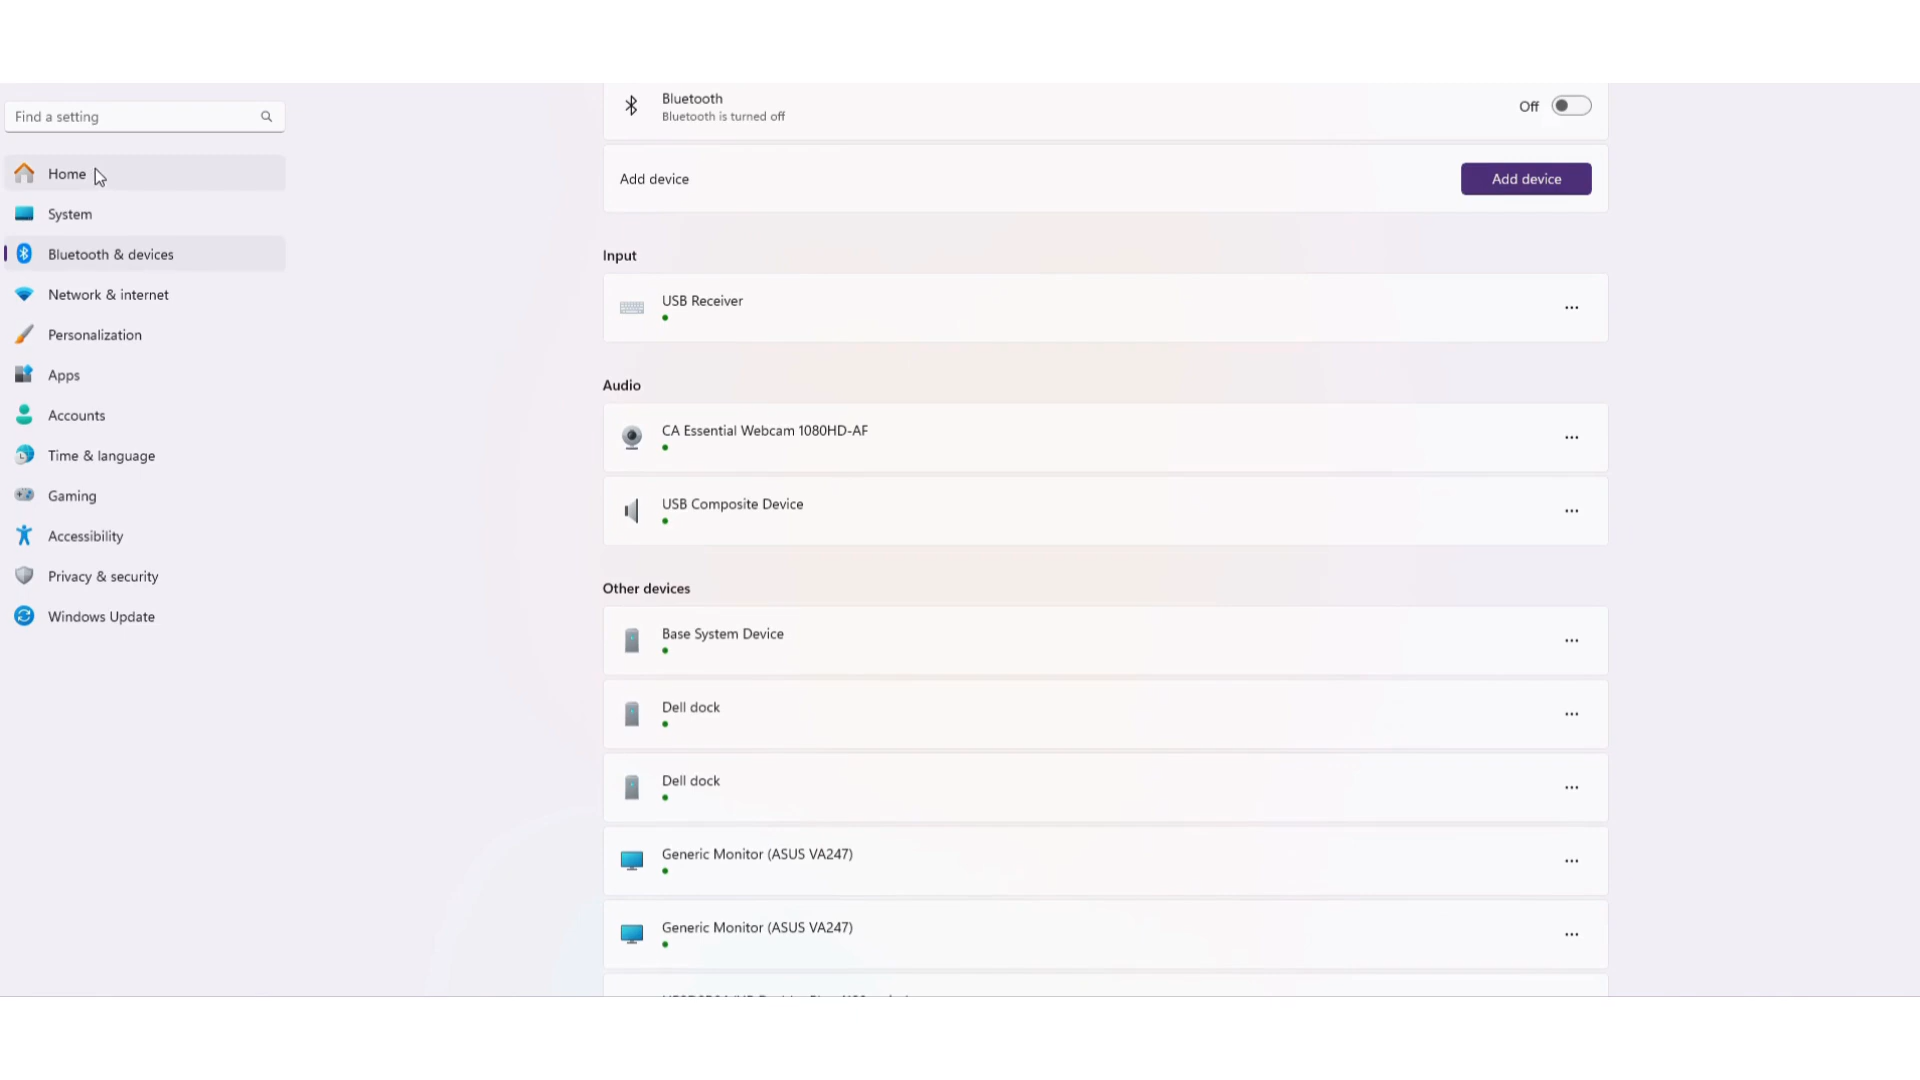 Find a setting
Home
System
Bluetooth & devices
Network & internet
Personalization
Apps
Accounts
Time & language
Gaming
Accessibility
Privacy & security
Windows Update
Bluetooth
Bluetooth is turned off
Off
Add device
Add device
Input
USB Receiver
Audio
CA Essential Webcam 1080HD-AF
USB Composite Device
Other devices
Base System Device
Dell dock
Dell dock
Generic Monitor (ASUS VA247)
Generic Monitor (ASUS VA247)